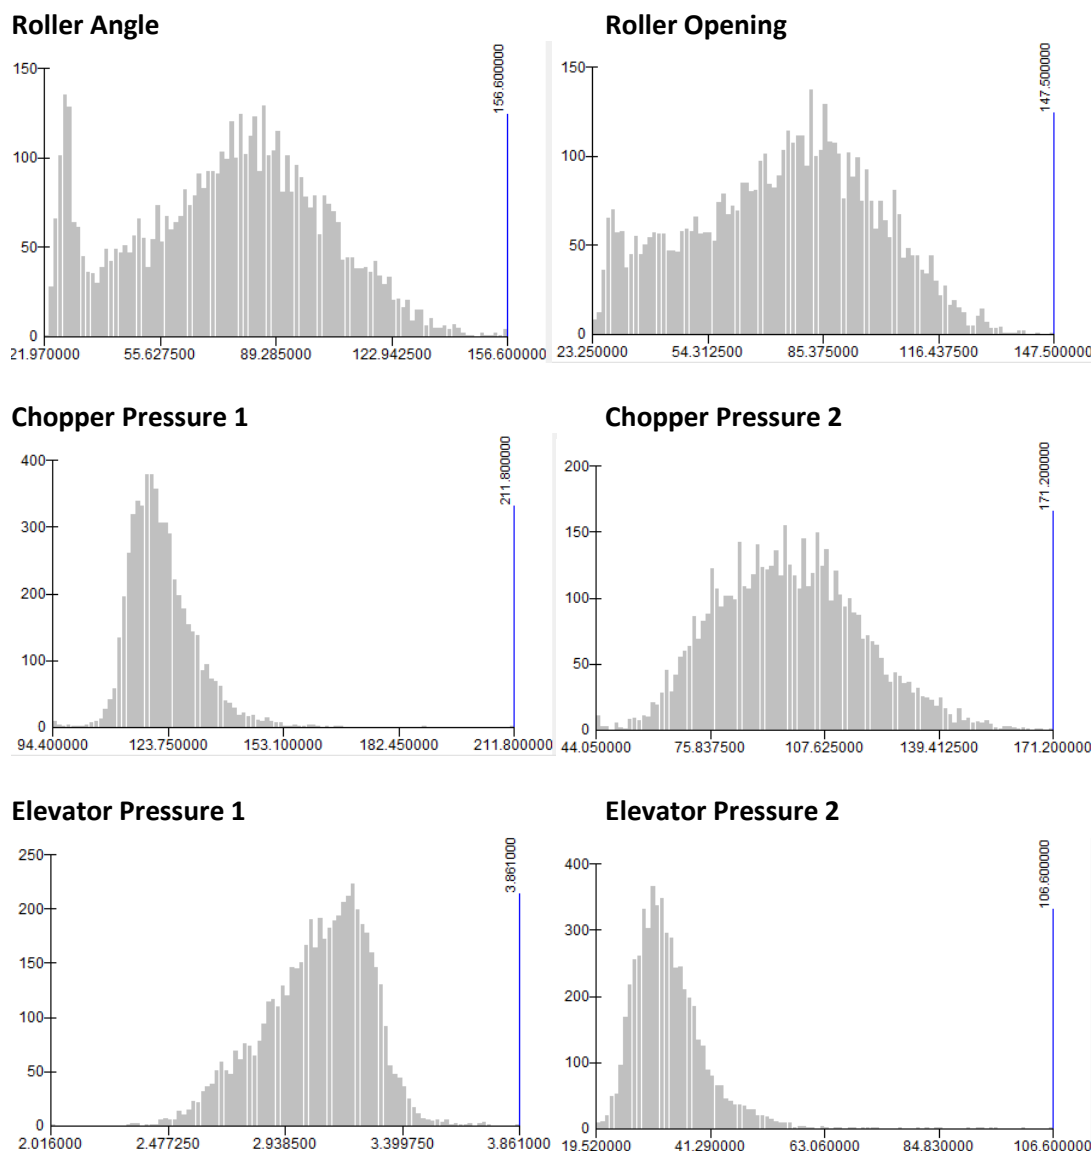 Roller Angle
Roller Opening
156.600000
150
100
50
0
21.970000 55.627500 89.285000 122.942500 156.600000
147.500000
150
100
50
0
23.250000 54.312500 85.375000 116.437500 147.500000
Chopper Pressure 1
Chopper Pressure 2
211.800000
400
300
200
100
0
94.400000 123.750000 153.100000 182.450000 211.800000
171.200000
200
150
100
50
0
44.050000 75.837500 107.625000 139.412500 171.200000
Elevator Pressure 1
Elevator Pressure 2
3.861000
250
200
150
100
50
0
2.016000 2.477250 2.938500 3.399750 3.861000
106.600000
400
300
200
100
0
19.520000 41.290000 63.060000 84.830000 106.600000